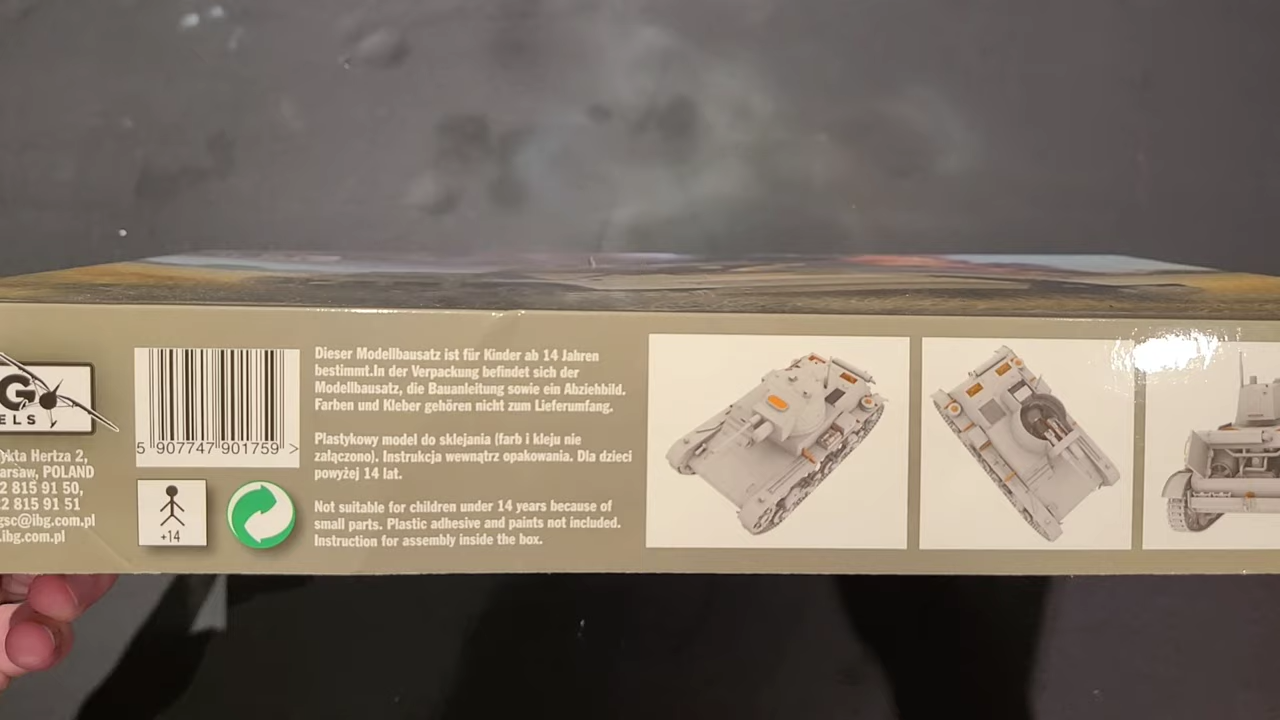 G
ELS
ykta Hertz 2,
arsaw, POLAND
2 815 91 50,
2 815 91 51
gsc@ibg.com.pl
.ibg.com.pl
5 907747 901759 >
+14
Dieser Modellbausatz ist für Kinder ab 14 Jahren
bestimmt.In der Verpackung befindet sich der
Modellbausatz, die Bauanleitung sowie ein Abziehbild.
Farben und Kleber gehören nicht zum Lieferumfang.
Plastykowy model do sklejania (farb i kleju nie
załączono). Instrukcja wewnątrz opakowania. Dla dzieci
powyżej 14 lat.
Not suitable for children under 14 years because of
small parts. Plastic adhesive and paints not included.
Instruction for assembly inside the box.